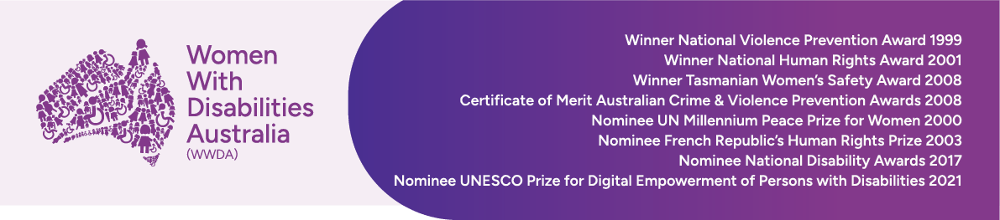 Women
With
Disabilities
Australia
(WWDA)
Winner National Violence Prevention Award 1999
Winner National Human Rights Award 2001
Winner Tasmanian Women's Safety Award 2008
Certificate of Merit Australian Crime & Violence Prevention Awards 2008
Nominee UN Millennium Peace Prize for Women 2000
Nominee French Republic's Human Rights Prize 2003
Nominee National Disability Awards 2017
Nominee UNESCO Prize for Digital Empowerment of Persons with Disabilities 2021